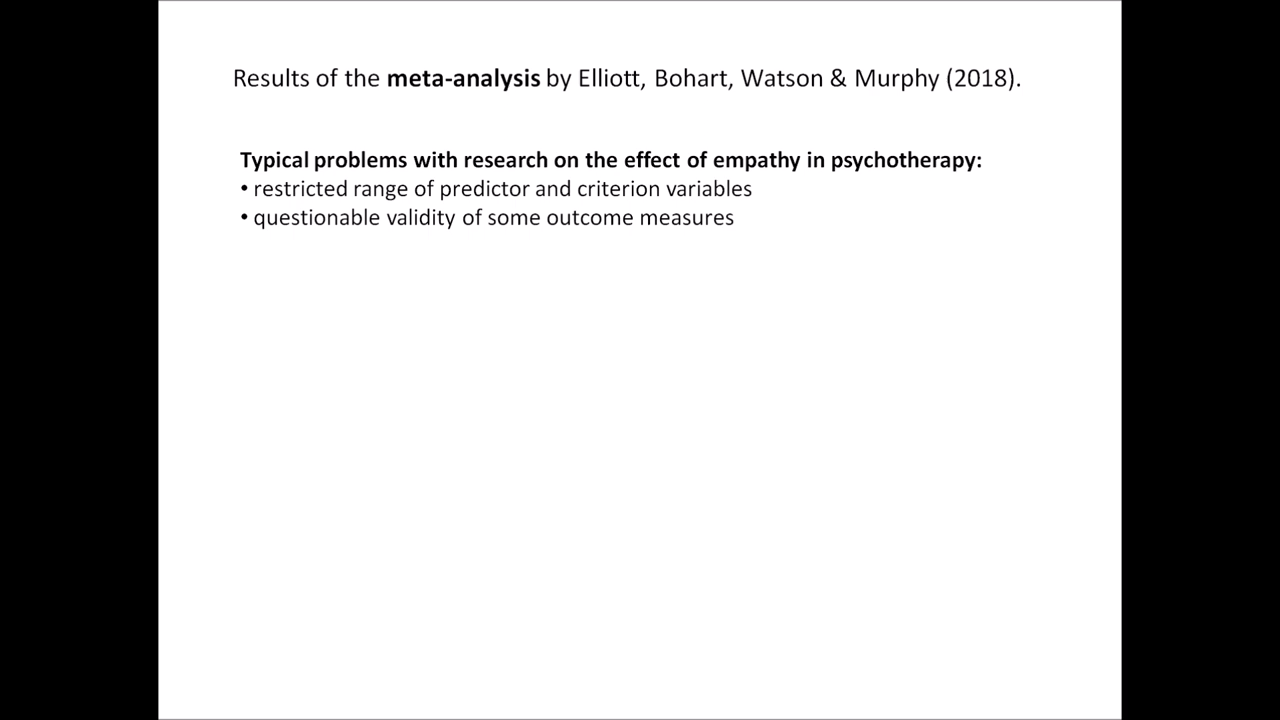 Results of the meta-analysis by Elliott, Bohart, Watson & Murphy (2018).
Typical problems with research on the effect of empathy in psychotherapy:
• restricted range of predictor and criterion variables
• questionable validity of some outcome measures